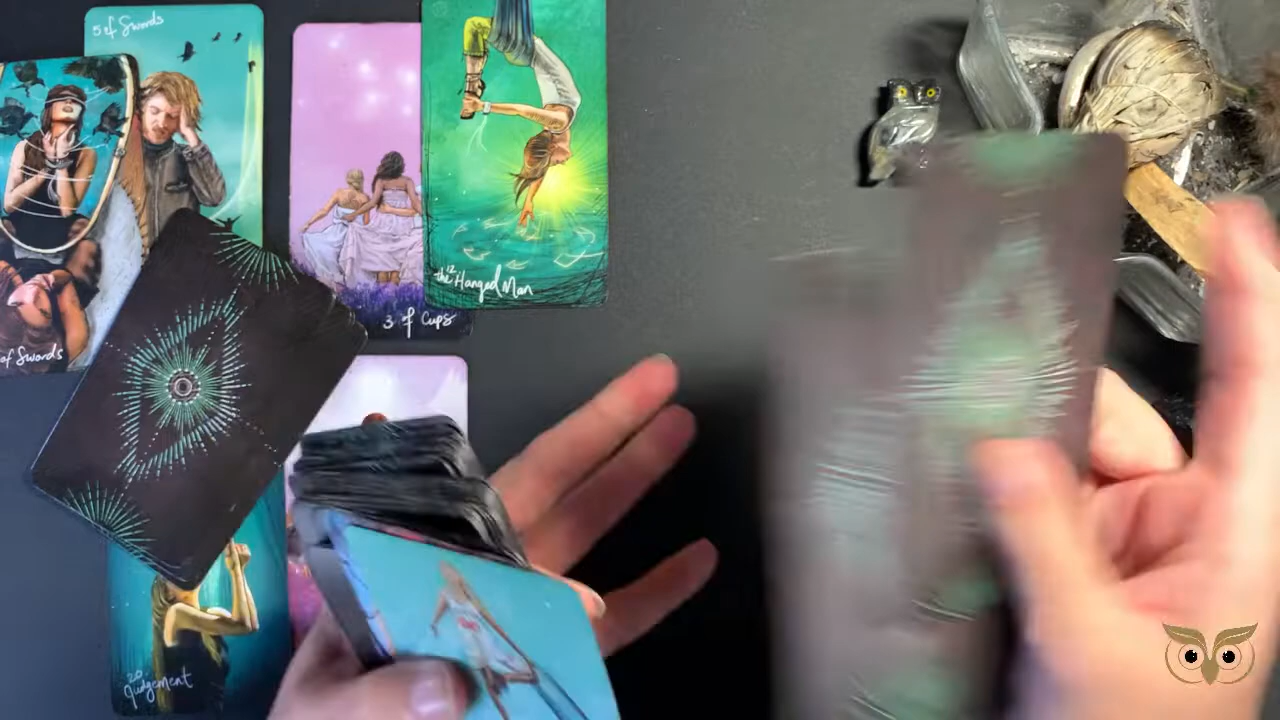 5 of Swords
of Swords
3 of Cups
12
the Hanged Man
20
Judgement